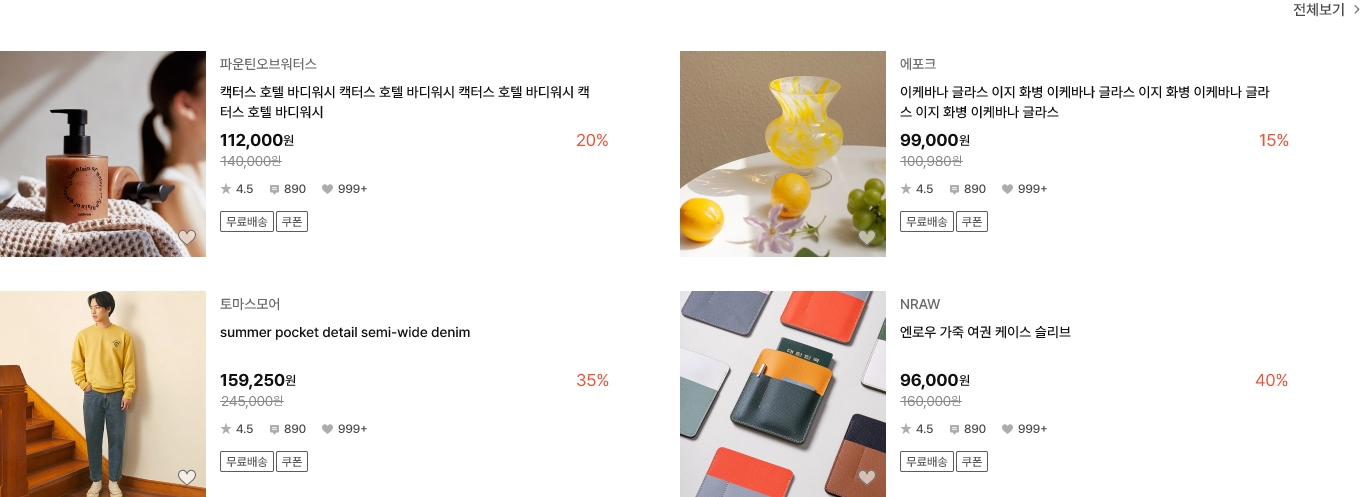 전체보기
파운틴오브워터스
캑터스 호텔 바디워시 캑터스 호텔 바디워시 캑터스 호텔 바디워시 캑
터스 호텔 바디워시
112,000원
20%
140,000원
4.5 890 999+
무료배송 쿠폰
에포크
이케바나 글라스 이지 화병 이케바나 글라스 이지 화병 이케바나 글라
스 이지 화병 이케바나 글라스
99,000원
15%
100,980원
4.5 890 999+
무료배송 쿠폰
토마스모어
summer pocket detail semi-wide denim
159,250원
35%
245,000원
4.5 890 999+
무료배송 쿠폰
대한민국
NRAW
엔로우 가죽 여권 케이스 슬리브
96,000원
40%
160,000원
4.5 890 999+
무료배송 쿠폰